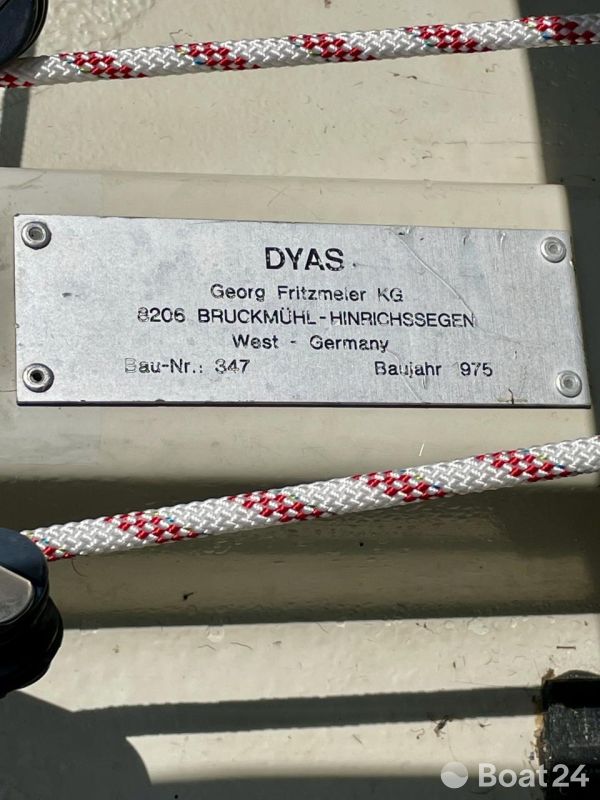 DYAS
Georg Fritzmeier KG
8206 BRUCKMÜHL-HINRICHSSEGEN
West - Germany
Bau-Nr.: 347 Baujahr 975
Boat24